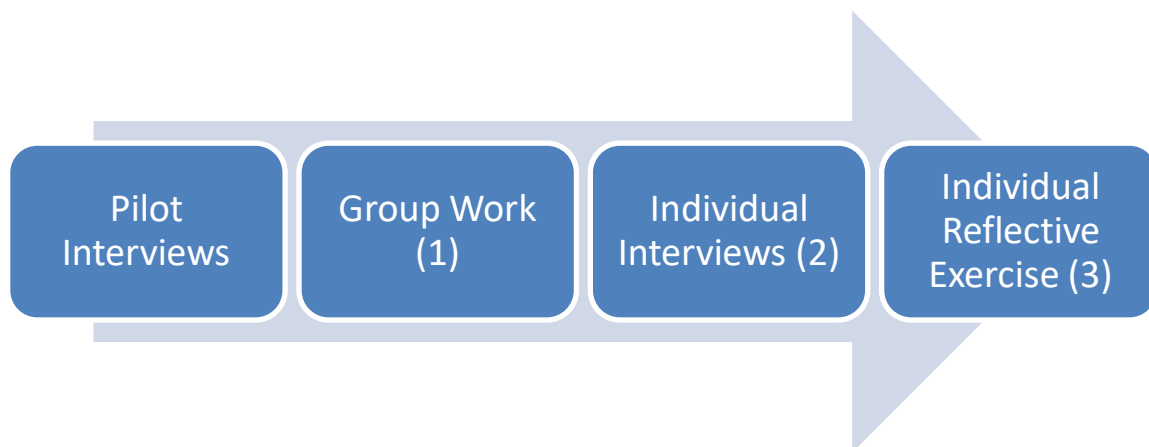 Pilot
Interviews
Group Work
(1)
Individual
Interviews (2)
Individual
Reflective
Exercise (3)